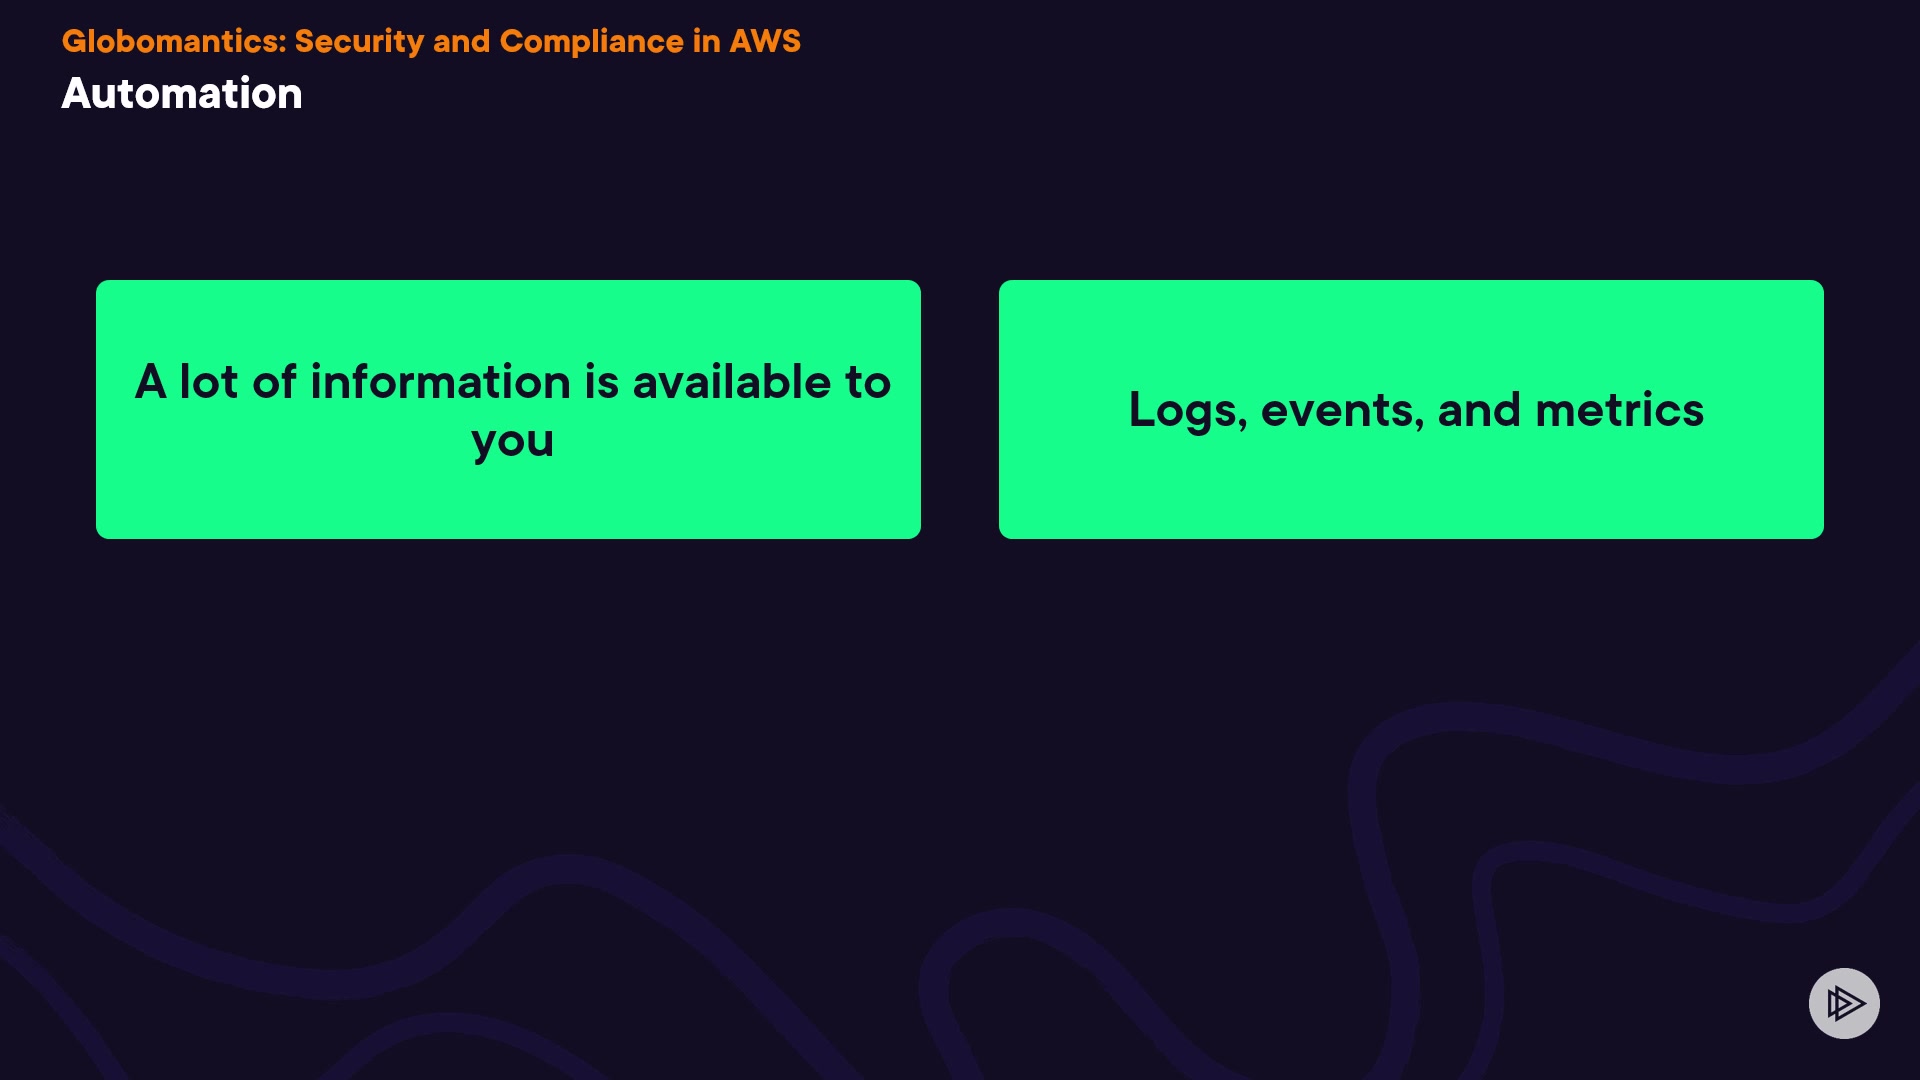 Globomantics: Security and Compliance in AWS
Automation
A lot of information is available to
you
Logs, events, and metrics